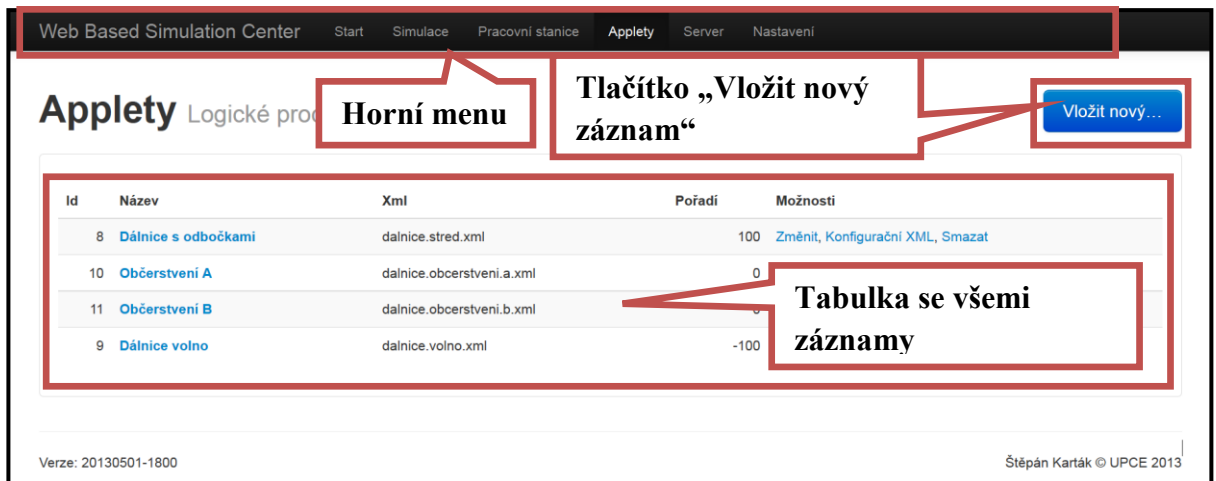 Web Based Simulation Center Start Simulace Pracovní stanice Applety Server Nastavení
Horní menu
Tlačítko „Vložit nový
záznam“
Applety Logické
Vložit nový…
Id Název Xml Pořadí Možnosti
8 Dálnice s odbočkami dalnice.stred.xml 100 Změnit, Konfigurační XML, Smazat
10 Občerstvení A dalnice.obcerstveni.a.xml 0
11 Občerstvení B dalnice.obcerstveni.b.xml
9 Dálnice volno dalnice.volno.xml -100
Tabulka se všemi
záznamy
Verze: 20130501-1800 Štěpán Karták © UPCE 2013